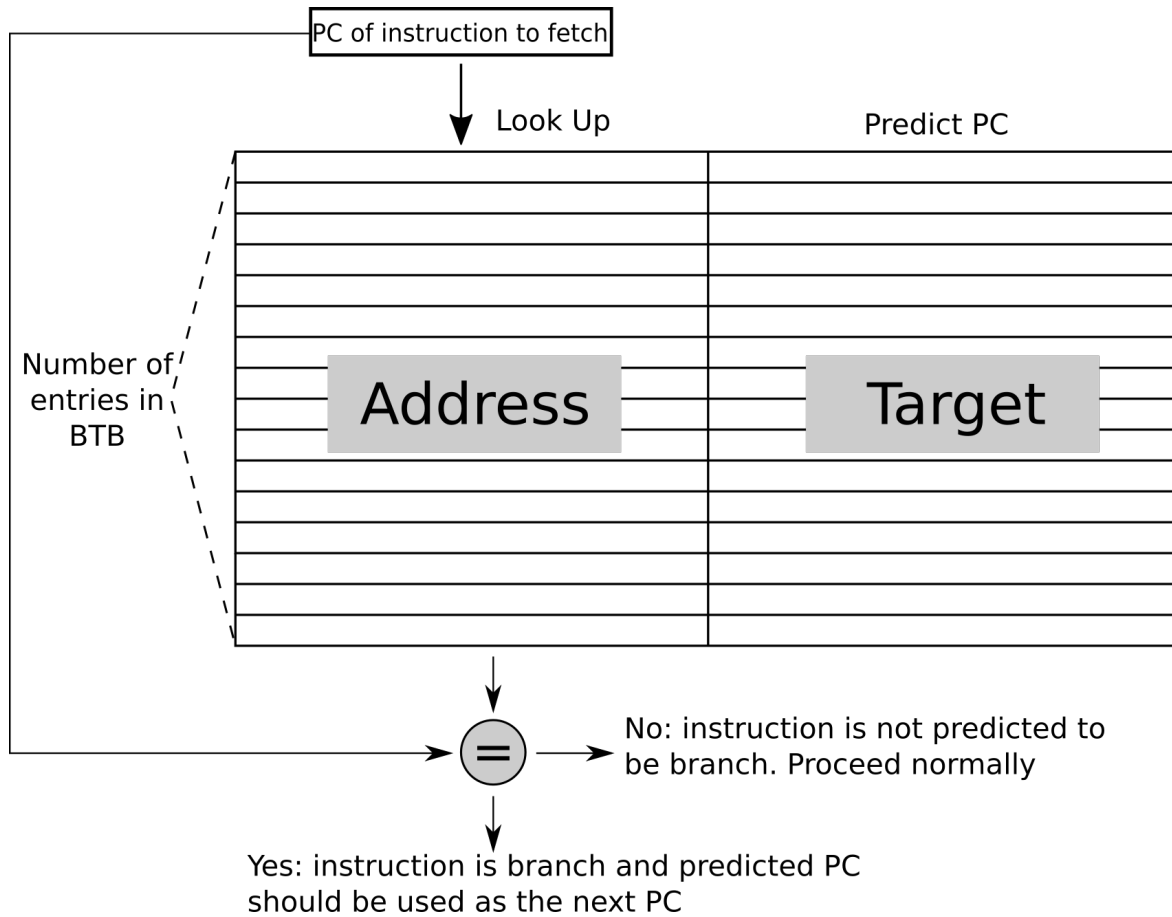 PC of instruction to fetch
Look Up
Predict PC
Number of
entries in
BTB
Address
Target
=
No: instruction is not predicted to
be branch. Proceed normally
Yes: instruction is branch and predicted PC
should be used as the next PC